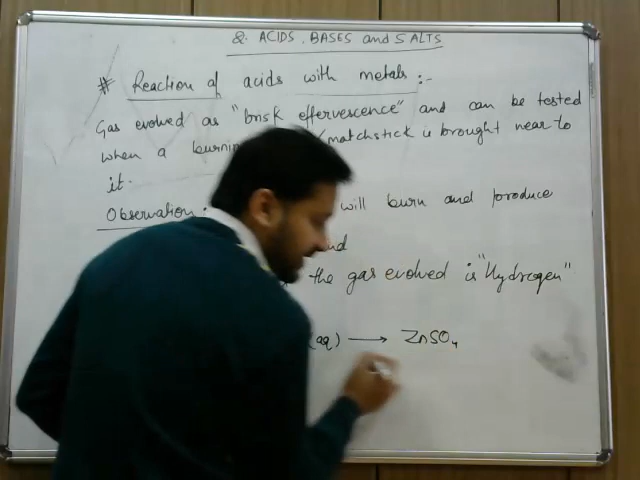 2. ACIDS, BASES and SALTS
# Reaction of acids with metals :-
Gas evolved as "brisk effervescence" and can be tested
when a /matchstick is brought near to
it.
Observation: will burn and produce
the gas evolved is "Hydrogen"
(aq) ⟶ ZnSO4